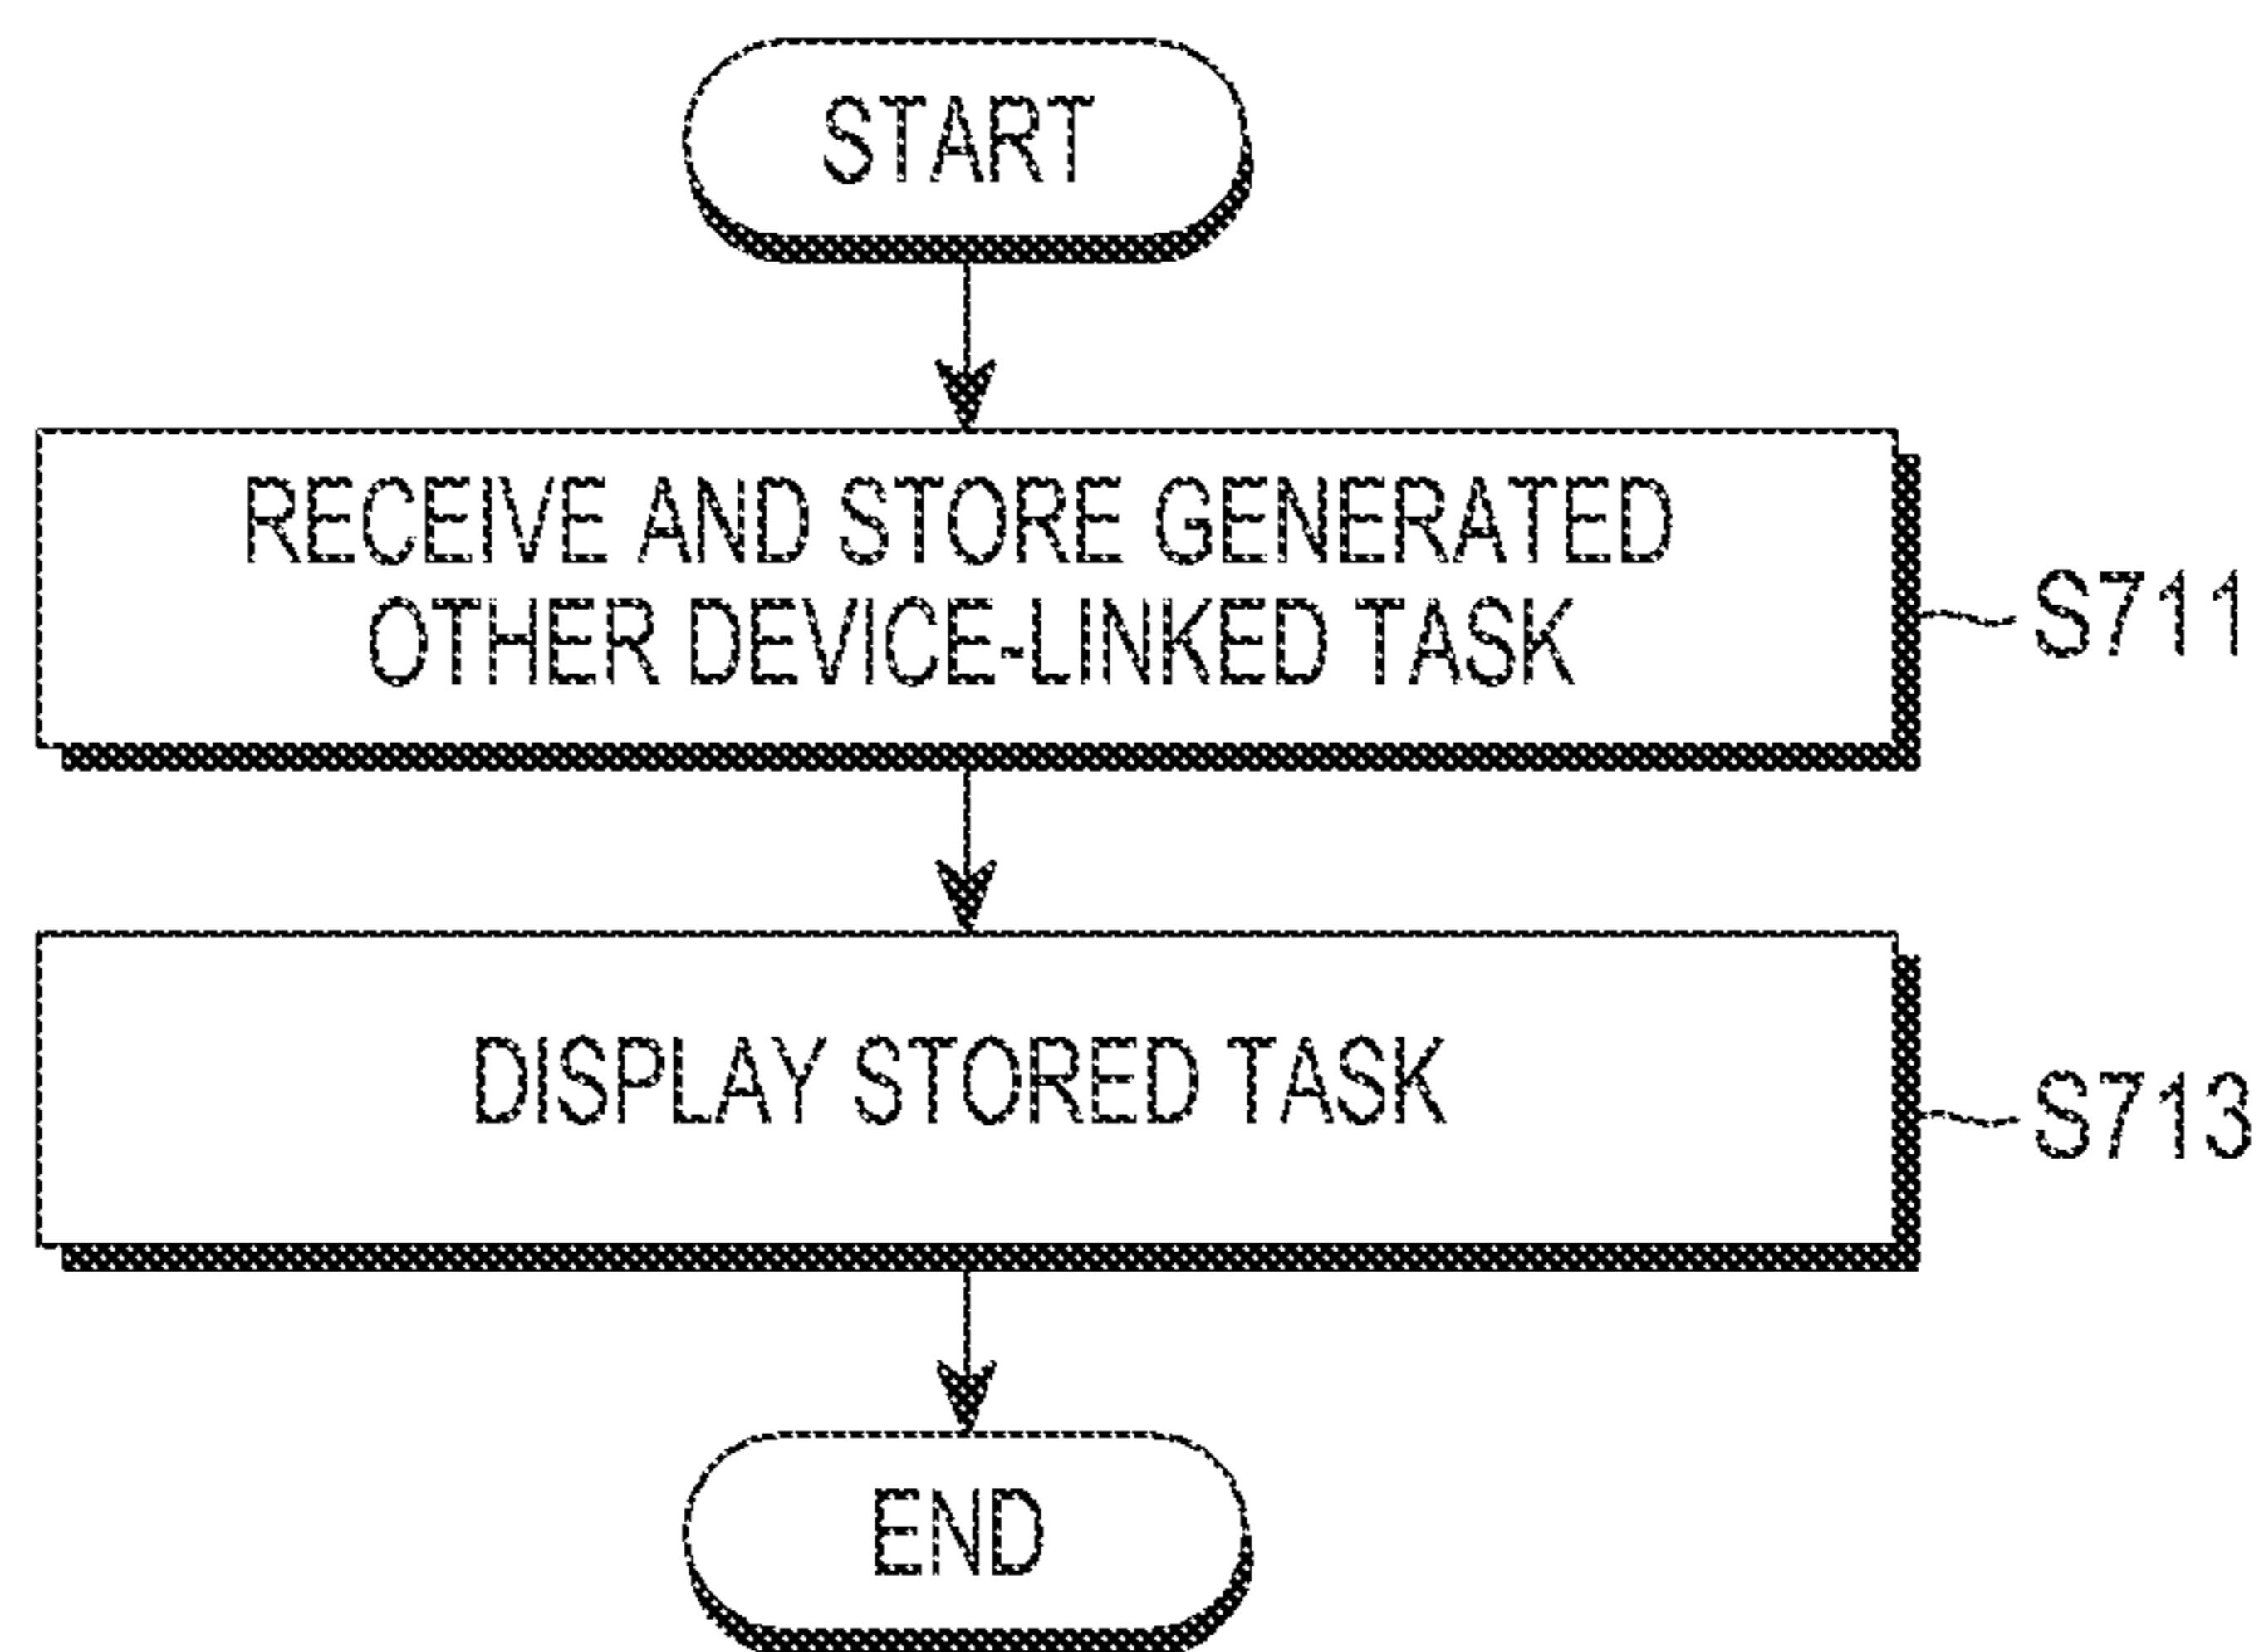 START
RECEIVE AND STORE GENERATED
OTHER DEVICE-LINKED TASK
S711
DISPLAY STORED TASK
S713
END